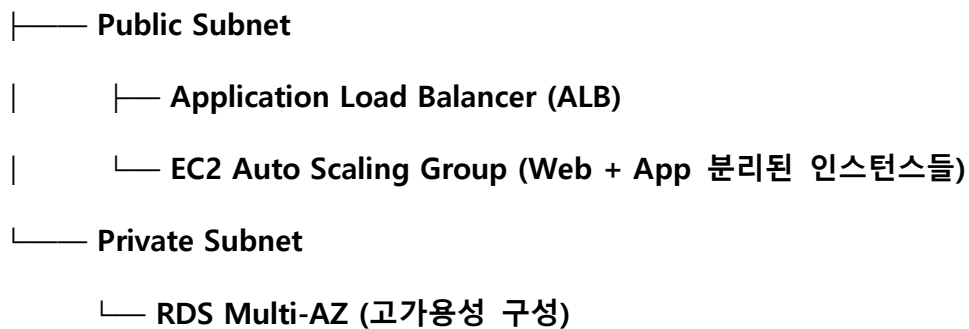 ├─── Public Subnet
│ ├── Application Load Balancer (ALB)
│ └── EC2 Auto Scaling Group (Web + App 분리된 인스턴스들)
└─── Private Subnet
└── RDS Multi-AZ (고가용성 구성)